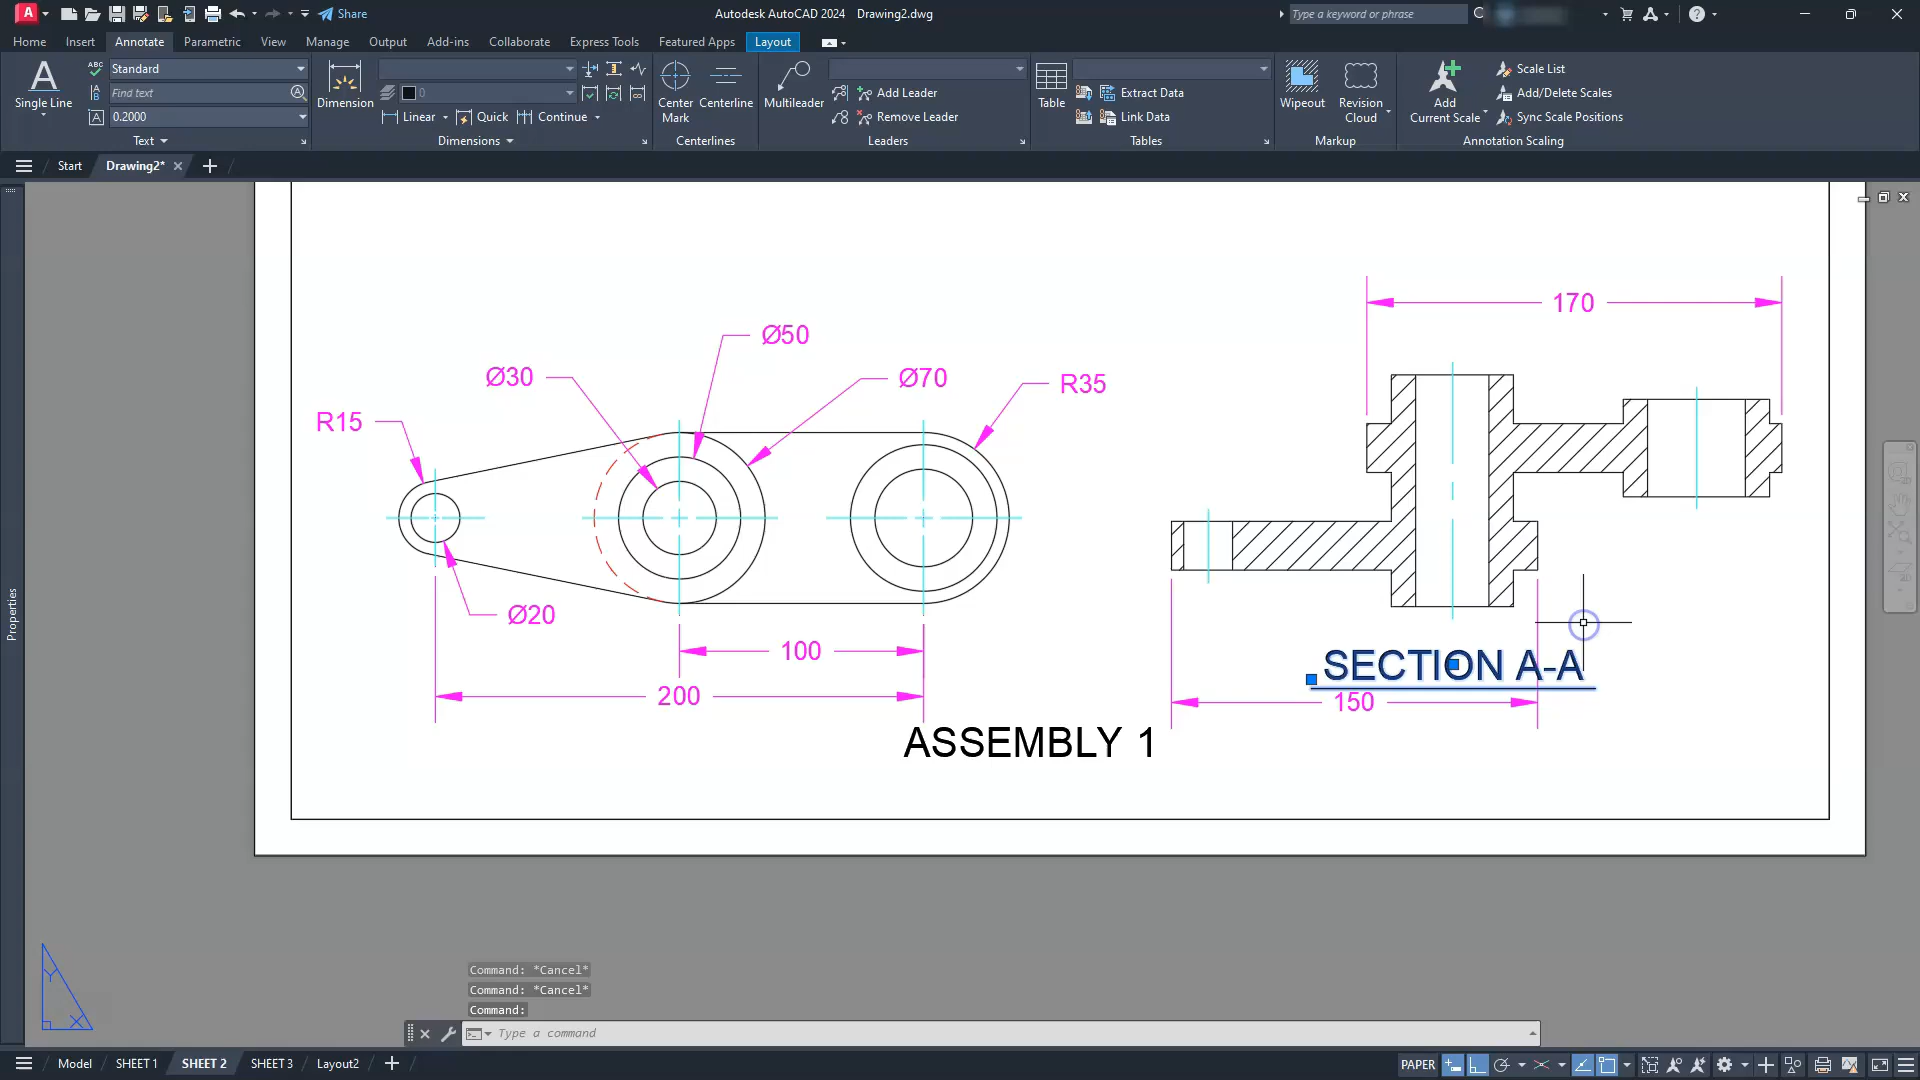 Share
Autodesk AutoCAD 2024 Drawing2.dwg
Type a keyword or phrase
Home Insert Annotate Parametric View Manage Output Add-ins Collaborate Express Tools Featured Apps Layout
Single Line
ABC
Standard
Find text
0.2000
Text
Dimension
0
Linear
Quick
Continue
Dimensions
Center Mark
Centerline
Centerlines
Multileader
Add Leader
Remove Leader
Leaders
Table
Extract Data
Link Data
Tables
Wipeout
Revision Cloud
Markup
Add Current Scale
Scale List
Add/Delete Scales
Sync Scale Positions
Annotation Scaling
Start
Drawing2*
Properties
170
Ø50
Ø30
Ø70
R35
R15
Ø20
100
200
SECTION A-A
150
ASSEMBLY 1
Y
X
Command: *Cancel*
Command: *Cancel*
Command:
Type a command
Model SHEET 1 SHEET 2 SHEET 3 Layout2
PAPER